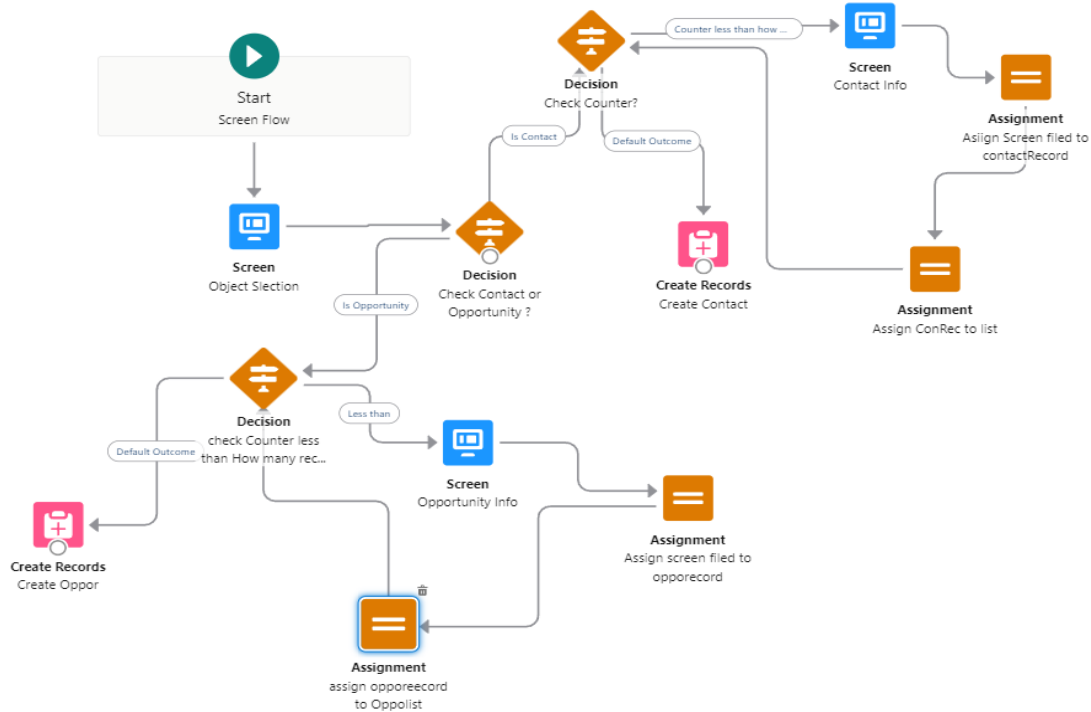 Start
Screen Flow
Screen
Object Slection
Decision
Check Contact or
Opportunity ?
Is Contact
Decision
Check Counter?
Counter less than how ...
Screen
Contact Info
Assignment
Asiign Screen filed to
contactRecord
Assignment
Assign ConRec to list
Default Outcome
Create Records
Create Contact
Is Opportunity
Decision
check Counter less
than How many rec...
Less than
Screen
Opportunity Info
Assignment
Assign screen filed to
opporecord
Assignment
assign opporeecord
to Oppolist
Default Outcome
Create Records
Create Oppor